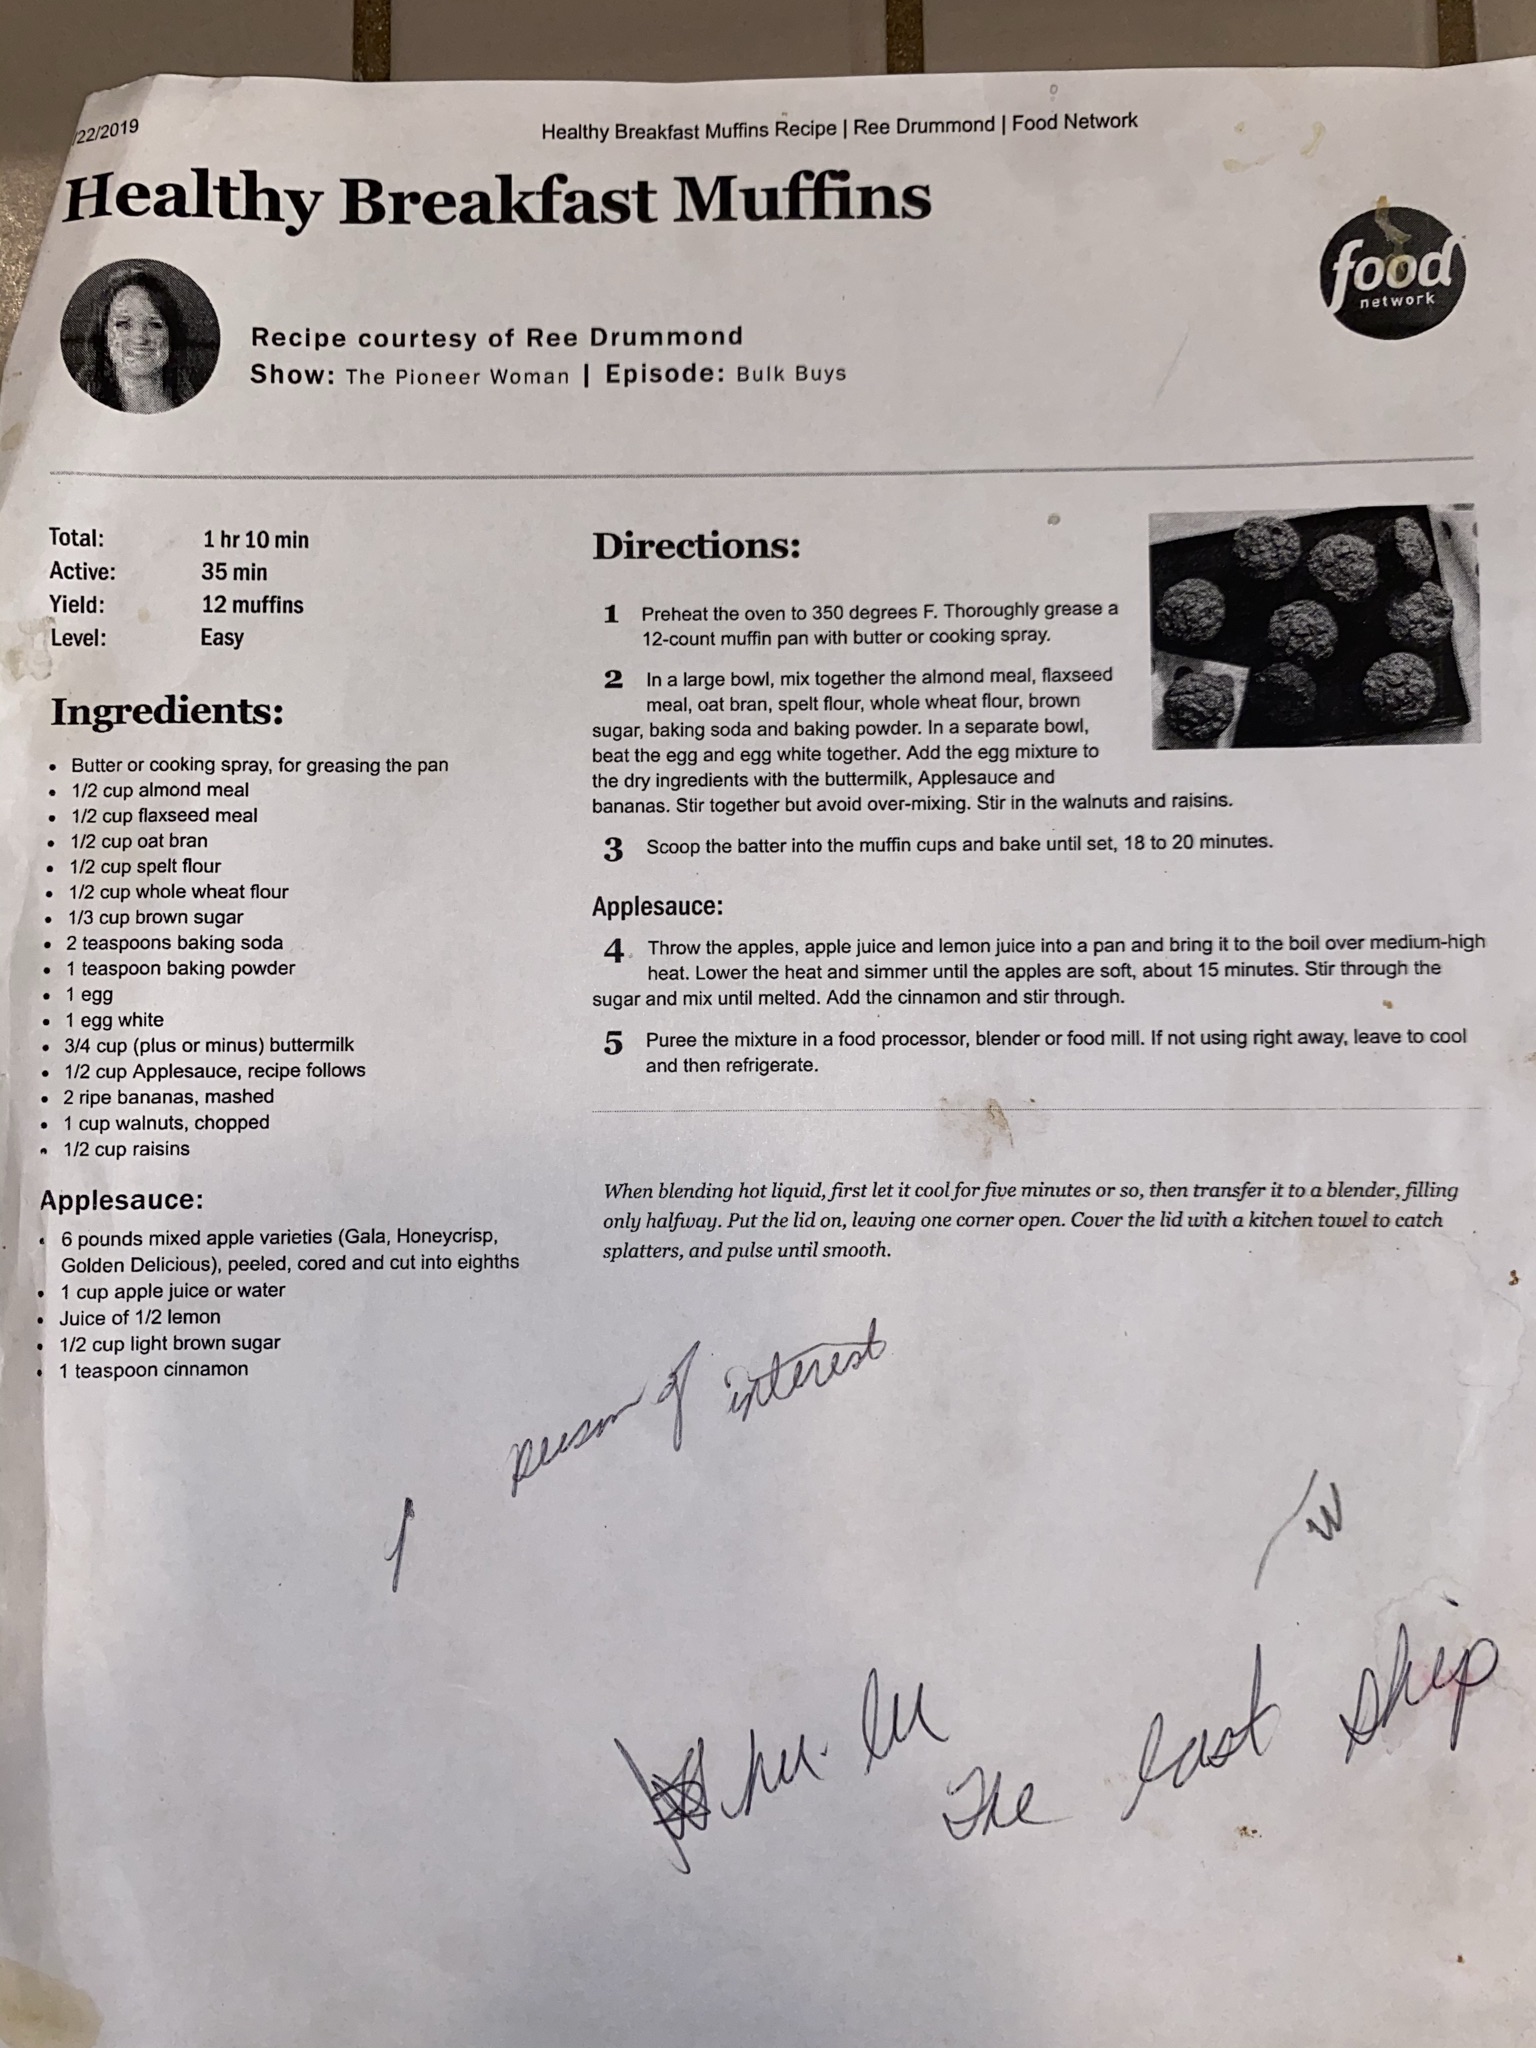 /22/2019
Healthy Breakfast Muffins Recipe | Ree Drummond | Food Network
Healthy Breakfast Muffins
food
network
Recipe courtesy of Ree Drummond
Show: The Pioneer Woman | Episode: Bulk Buys
Total: 1 hr 10 min
Active: 35 min
Yield: 12 muffins
Level: Easy
Ingredients:
• Butter or cooking spray, for greasing the pan
• 1/2 cup almond meal
• 1/2 cup flaxseed meal
• 1/2 cup oat bran
• 1/2 cup spelt flour
• 1/2 cup whole wheat flour
• 1/3 cup brown sugar
• 2 teaspoons baking soda
• 1 teaspoon baking powder
• 1 egg
• 1 egg white
• 3/4 cup (plus or minus) buttermilk
• 1/2 cup Applesauce, recipe follows
• 2 ripe bananas, mashed
• 1 cup walnuts, chopped
• 1/2 cup raisins
Applesauce:
• 6 pounds mixed apple varieties (Gala, Honeycrisp,
Golden Delicious), peeled, cored and cut into eighths
• 1 cup apple juice or water
• Juice of 1/2 lemon
• 1/2 cup light brown sugar
• 1 teaspoon cinnamon
Directions:
1 Preheat the oven to 350 degrees F. Thoroughly grease a
12-count muffin pan with butter or cooking spray.
2 In a large bowl, mix together the almond meal, flaxseed
meal, oat bran, spelt flour, whole wheat flour, brown
sugar, baking soda and baking powder. In a separate bowl,
beat the egg and egg white together. Add the egg mixture to
the dry ingredients with the buttermilk, Applesauce and
bananas. Stir together but avoid over-mixing. Stir in the walnuts and raisins.
3 Scoop the batter into the muffin cups and bake until set, 18 to 20 minutes.
Applesauce:
4 Throw the apples, apple juice and lemon juice into a pan and bring it to the boil over medium-high
heat. Lower the heat and simmer until the apples are soft, about 15 minutes. Stir through the
sugar and mix until melted. Add the cinnamon and stir through.
5 Puree the mixture in a food processor, blender or food mill. If not using right away, leave to cool
and then refrigerate.
When blending hot liquid, first let it cool for five minutes or so, then transfer it to a blender, filling
only halfway. Put the lid on, leaving one corner open. Cover the lid with a kitchen towel to catch
splatters, and pulse until smooth.
person of interest
The last ship